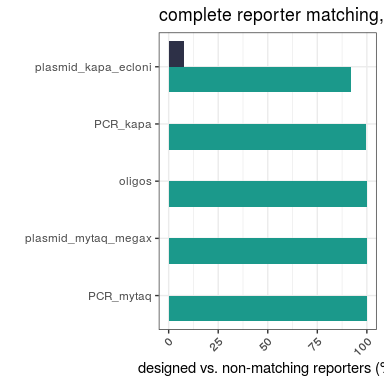 complete reporter matching,
plasmid_kapa_ecloni
PCR_kapa
oligos
plasmid_mytaq_megax
PCR_mytaq
0 25 50 75 100
designed vs. non-matching reporters (%